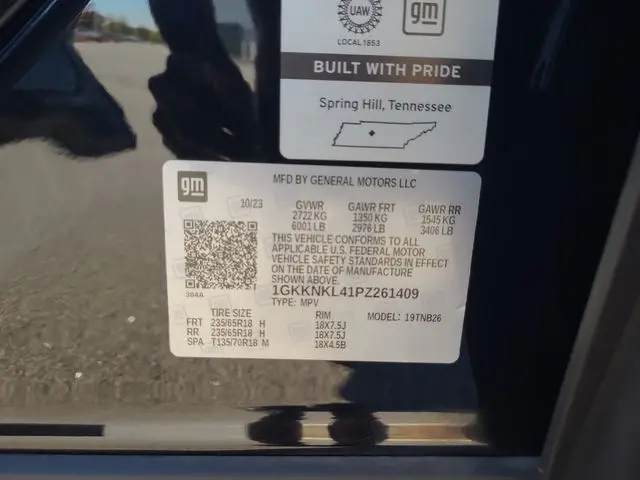 UAW
gm
LOCAL 1853
BUILT WITH PRIDE
Spring Hill, Tennessee
gm
MFD BY GENERAL MOTORS LLC
10/23 GVWR GAWR FRT GAWR RR
2722 KG 1350 KG 1545 KG
6001 LB 2976 LB 3406 LB
THIS VEHICLE CONFORMS TO ALL
APPLICABLE U.S. FEDERAL MOTOR
VEHICLE SAFETY STANDARDS IN EFFECT
ON THE DATE OF MANUFACTURE
SHOWN ABOVE.
384A
1GKKNKL41PZ261409
TYPE: MPV
TIRE SIZE RIM MODEL: 19TNB26
FRT 235/65R18 H 18X7.5J
RR 235/65R18 H 18X7.5J
SPA T135/70R18 M 18X4.5B